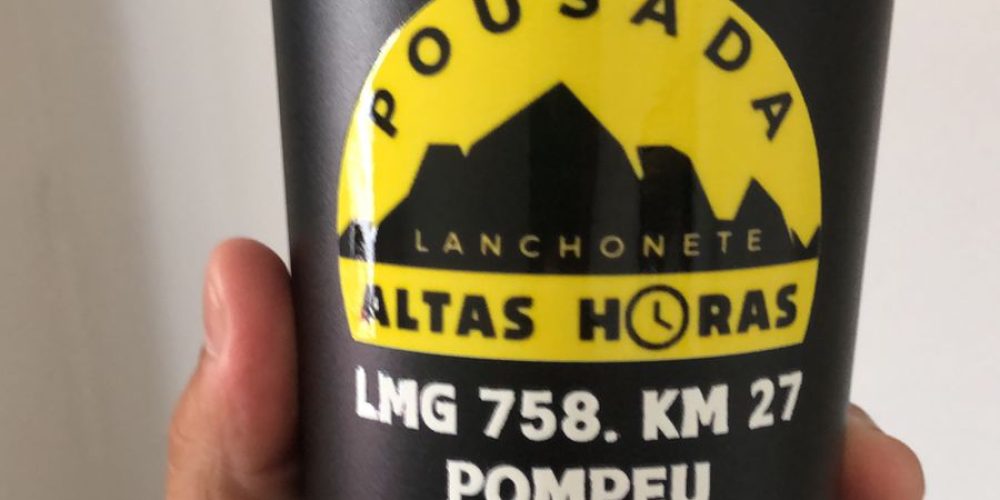 POUSADA
LANCHONETE
ALTAS HORAS
LMG 758. KM 27
POMPEU